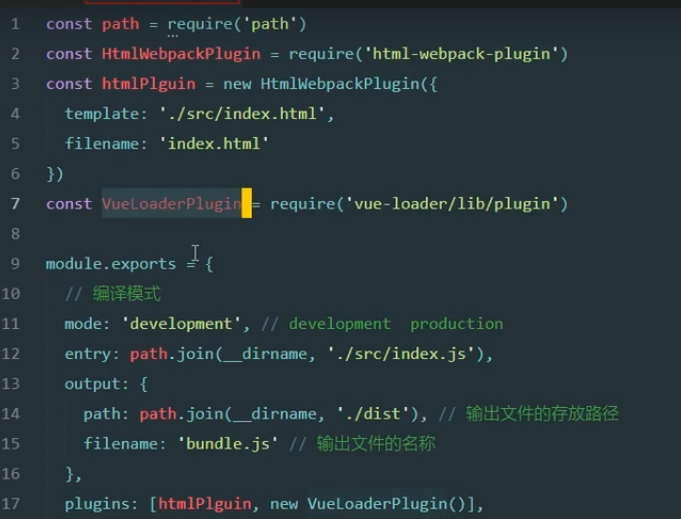 1 const path = require('path')
2 const HtmlWebpackPlugin = require('html-webpack-plugin')
3 const htmlPlguin = new HtmlWebpackPlugin({
4 template: './src/index.html',
5 filename: 'index.html'
6 })
7 const VueLoaderPlugin = require('vue-loader/lib/plugin')
8
9 module.exports = {
10 // 编译模式
11 mode: 'development', // development production
12 entry: path.join(__dirname, './src/index.js'),
13 output: {
14 path: path.join(__dirname, './dist'), // 输出文件的存放路径
15 filename: 'bundle.js' // 输出文件的名称
16 },
17 plugins: [htmlPlguin, new VueLoaderPlugin()],